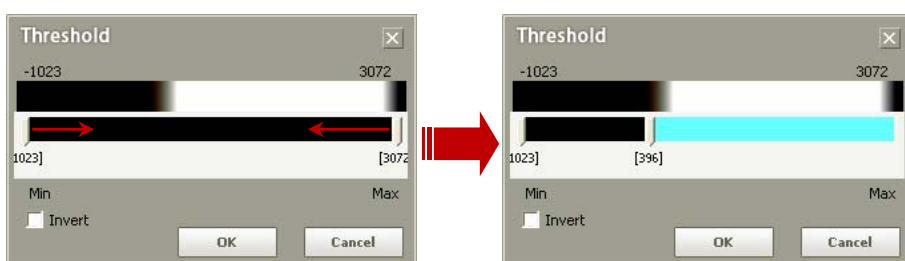 Threshold
-1023 3072
1023] [3072
Min Max
Invert
OK Cancel
Threshold
-1023 3072
1023] [396]
Min Max
Invert
OK Cancel